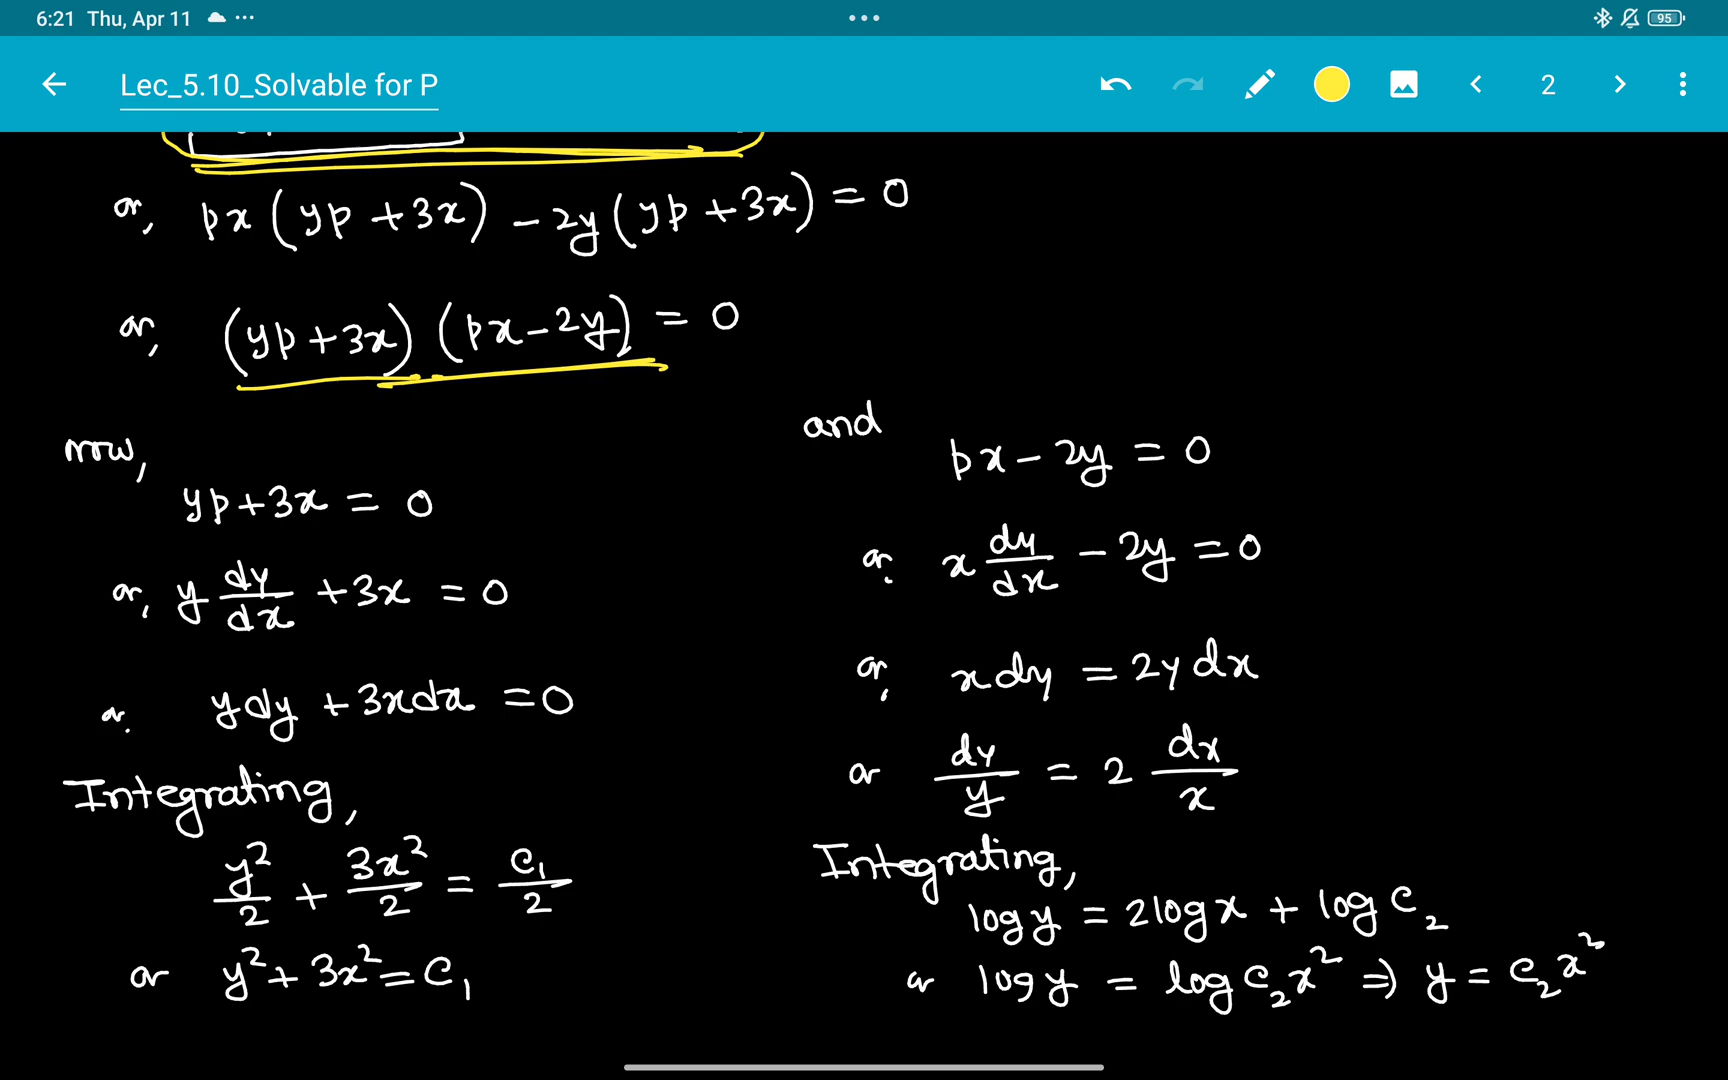 6:21 Thu, Apr 11
95
Lec_5.10_Solvable for P
2
or, px (yp + 3x) - 2y (yp + 3x) = 0
or, (yp + 3x) (px - 2y) = 0
now,
yp + 3x = 0
or, y dy/dx + 3x = 0
or, ydy + 3xdx = 0
Integrating,
y²/2 + 3x²/2 = c₁/2
or y² + 3x² = c₁
and
px - 2y = 0
or, x dy/dx - 2y = 0
or, xdy = 2ydx
or dy/y = 2 dx/x
Integrating,
log y = 2 log x + log c₂
or log y = log c₂x² ⇒ y = c₂x²